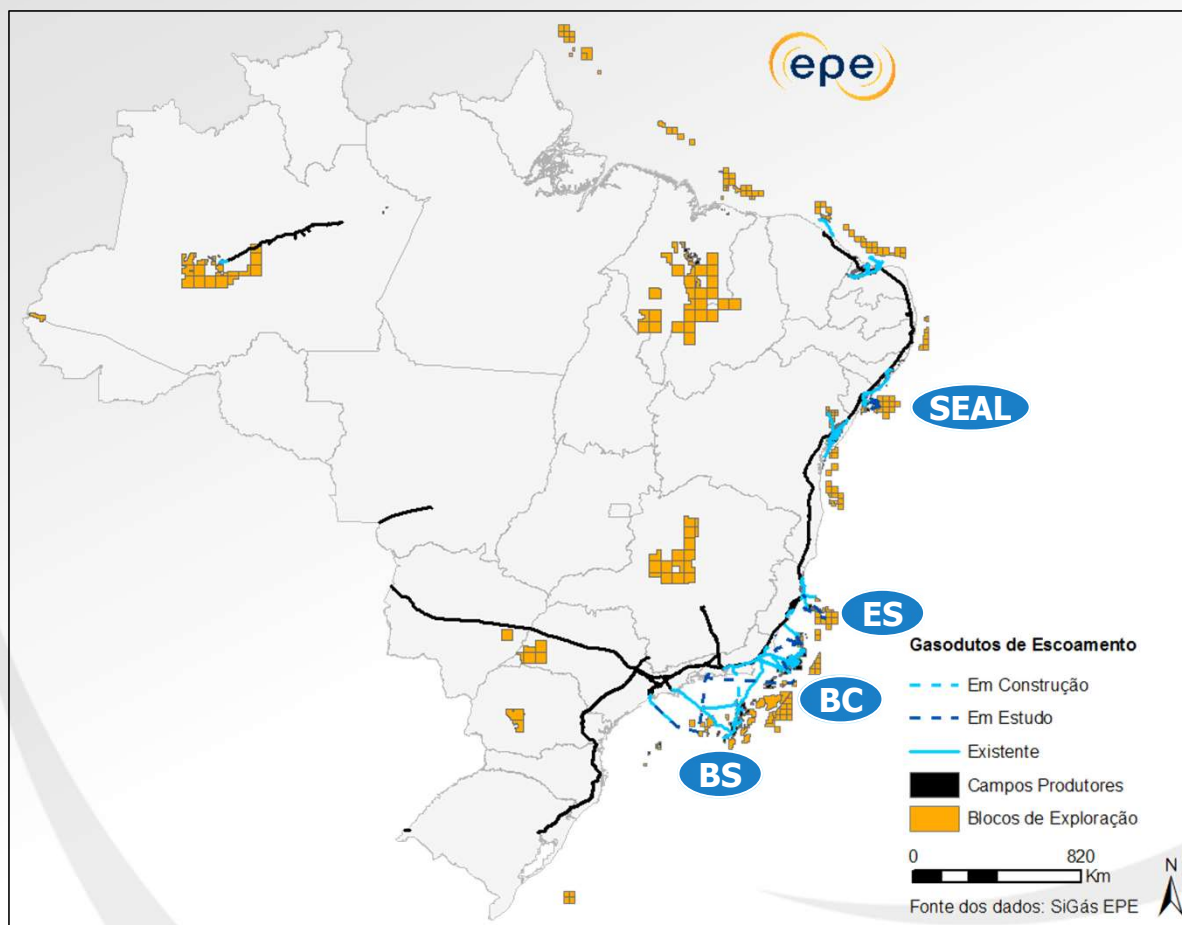 epe
SEAL
ES
BC
BS
Gasodutos de Escoamento
Em Construção
Em Estudo
Existente
Campos Produtores
Blocos de Exploração
0 820
Km
N
Fonte dos dados: SiGás EPE